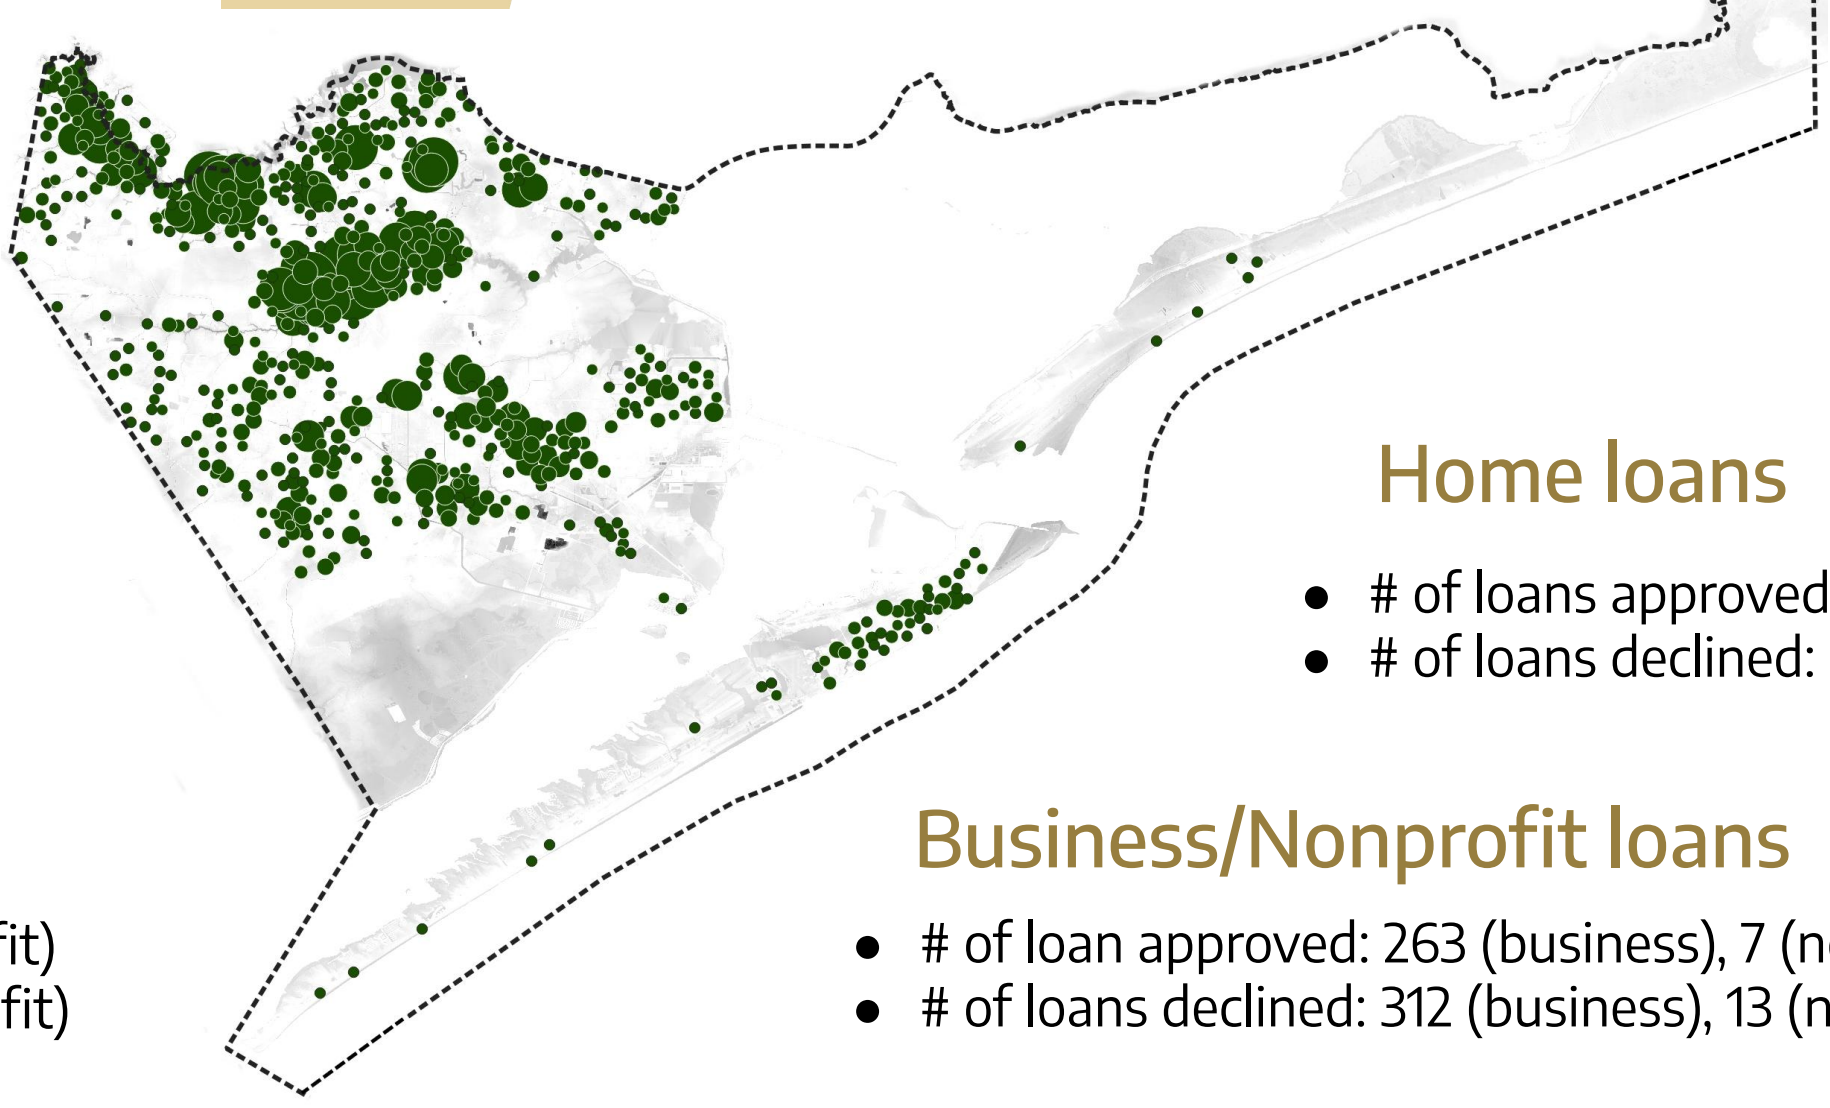 Home loans
● # of loans approved
● # of loans declined:
Business/Nonprofit loans
● # of loan approved: 263 (business), 7 (
● # of loans declined: 312 (business), 13 (
fit)
fit)